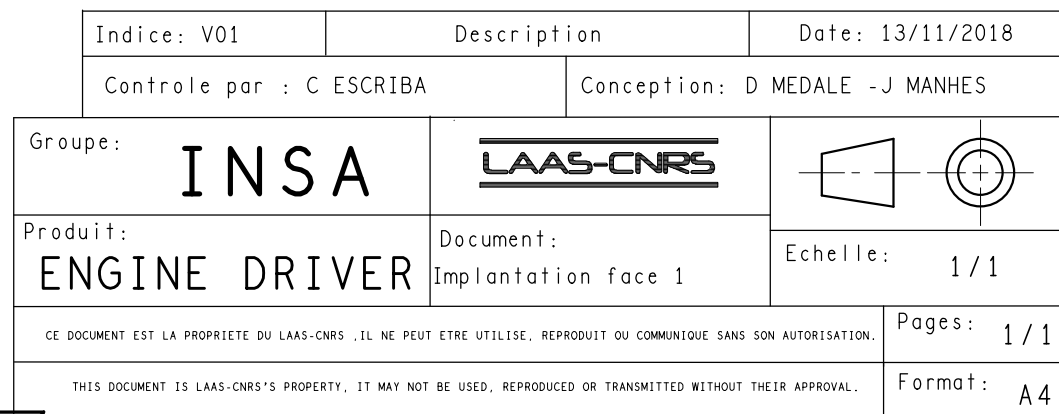 Indice: V01 Description Date: 13/11/2018
Controle par : C ESCRIBA Conception: D MEDALE -J MANHES
Groupe:
INSA
LAAS-CNRS
Produit:
ENGINE DRIVER
Document:
Implantation face 1
Echelle: 1/1
CE DOCUMENT EST LA PROPRIETE DU LAAS-CNRS ,IL NE PEUT ETRE UTILISE, REPRODUIT OU COMMUNIQUE SANS SON AUTORISATION.
Pages: 1/1
THIS DOCUMENT IS LAAS-CNRS'S PROPERTY, IT MAY NOT BE USED, REPRODUCED OR TRANSMITTED WITHOUT THEIR APPROVAL.
Format: A4